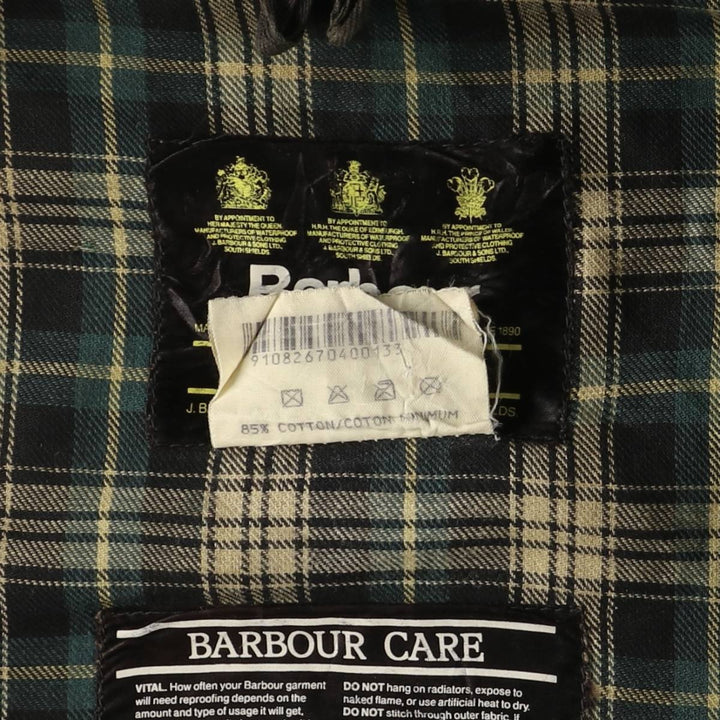 BY APPOINTMENT TO
HER MAJESTY THE QUEEN
MANUFACTURERS OF WATERPROOF
AND PROTECTIVE CLOTHING
J. BARBOUR & SONS LTD.
SOUTH SHIELDS
BY APPOINTMENT TO
H.R.H. THE DUKE OF EDINBURGH
MANUFACTURERS OF WATERPROOF
AND PROTECTIVE CLOTHING
J. BARBOUR & SONS LTD.
SOUTH SHIELDS.
BY APPOINTMENT TO
H.R.H. THE PRINCE OF WALES
MANUFACTURERS OF WATERPROOF
AND PROTECTIVE CLOTHING
J. BARBOUR & SONS LTD.
SOUTH SHIELDS.
Barbour
1890
91082670400133
85% COTTON/COTON MINIMUM
J. B
LDS.
BARBOUR CARE
VITAL. How often your Barbour garment
will need reproofing depends on the
amount and type of usage it will get.
DO NOT hang on radiators, expose to
naked flame, or use artificial heat to dry.
DO NOT stitch through outer fabric. If